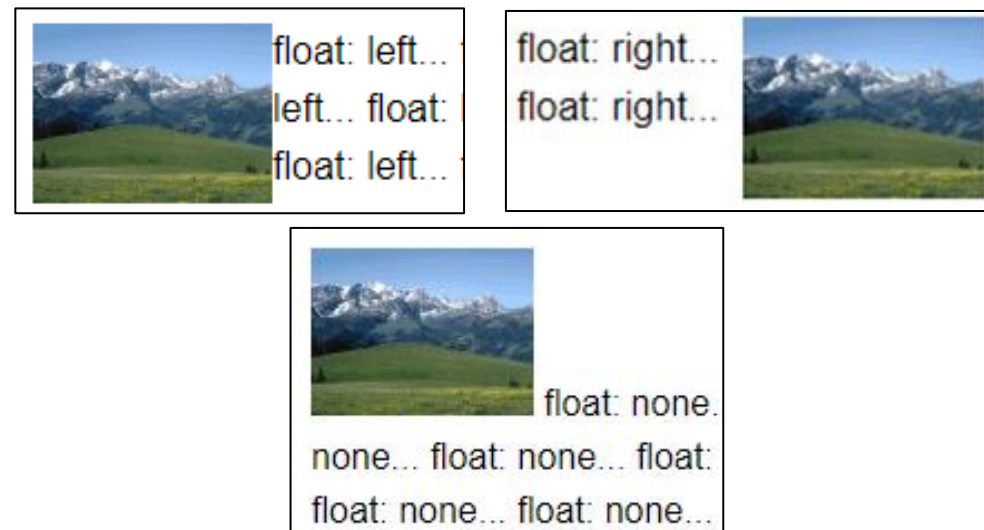 float: left...
left... float:
float: left...
float: right...
float: right...
float: none.
none... float: none... float:
float: none... float: none...